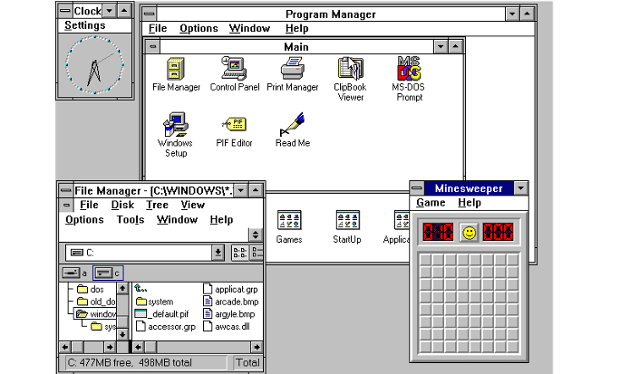 Clock
Settings
Program Manager
File Options Window Help
Main
File Manager
Control Panel
Print Manager
ClipBook Viewer
MS-DOS Prompt
Windows Setup
PIF Editor
Read Me
Games
StartUp
Applica
File Manager - [C:\WINDOWS\*.
File Disk Tree View
Options Tools Window Help
C:
a c
dos
old_do
window
sys
system
_default.pif
accessor.grp
applicat.grp
arcade.bmp
argyle.bmp
awcas.dll
C: 477MB free, 498MB total
Total
Minesweeper
Game Help